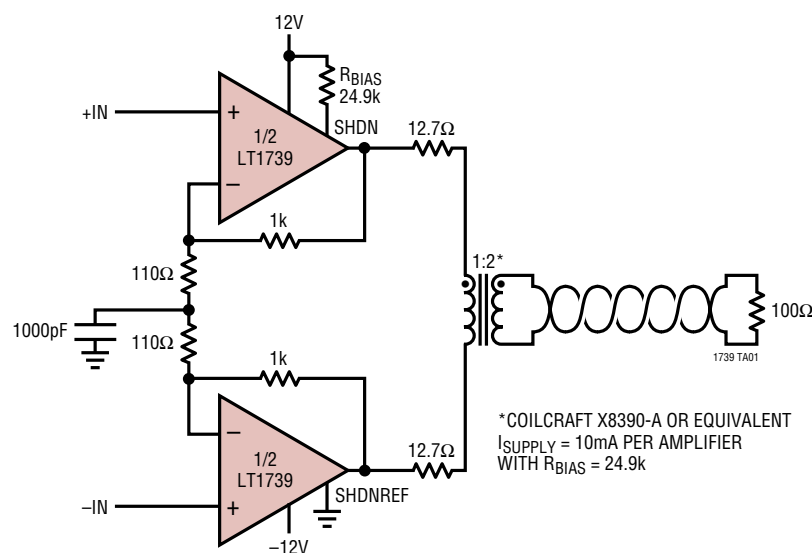 12V
RBIAS
24.9k
+IN
+
SHDN
1/2
LT1739
–
12.7Ω
1k
110Ω
1:2*
1000pF
110Ω
100Ω
1739 TA01
1k
–
12.7Ω
1/2
LT1739
SHDNREF
–IN
+
–12V
*COILCRAFT X8390-A OR EQUIVALENT
ISUPPLY = 10mA PER AMPLIFIER
WITH RBIAS = 24.9k